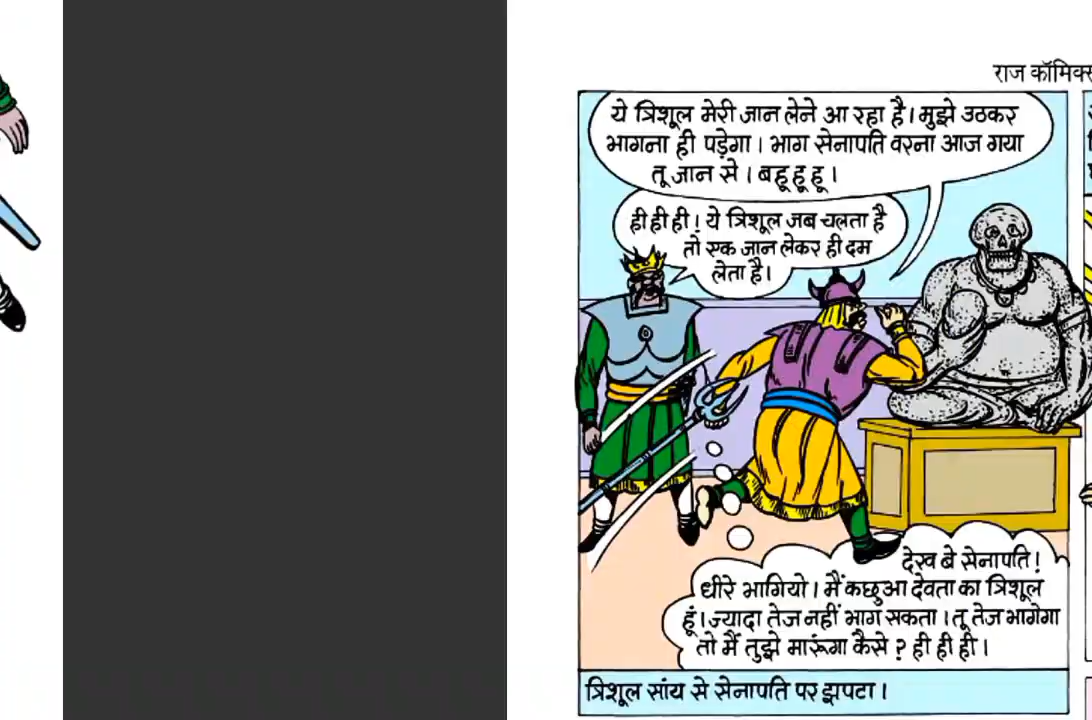 राज कॉमिक्स
ये त्रिशूल मेरी जान लेने आ रहा है। मुझे उठकर
भागना ही पड़ेगा। भाग सेनापति वरना आज गया
तू जान से। बहू हू हू।
ही ही ही! ये त्रिशूल जब चलता है
तो एक जान लेकर ही दम
लेता है।
देख बे सेनापति!
धीरे भागियो। मैं कछुआ देवता का त्रिशूल
हूं। ज्यादा तेज नहीं भाग सकता। तू तेज भागेगा
तो मैं तुझे मारूंगा कैसे? ही ही ही।
त्रिशूल सांय से सेनापति पर झपटा।